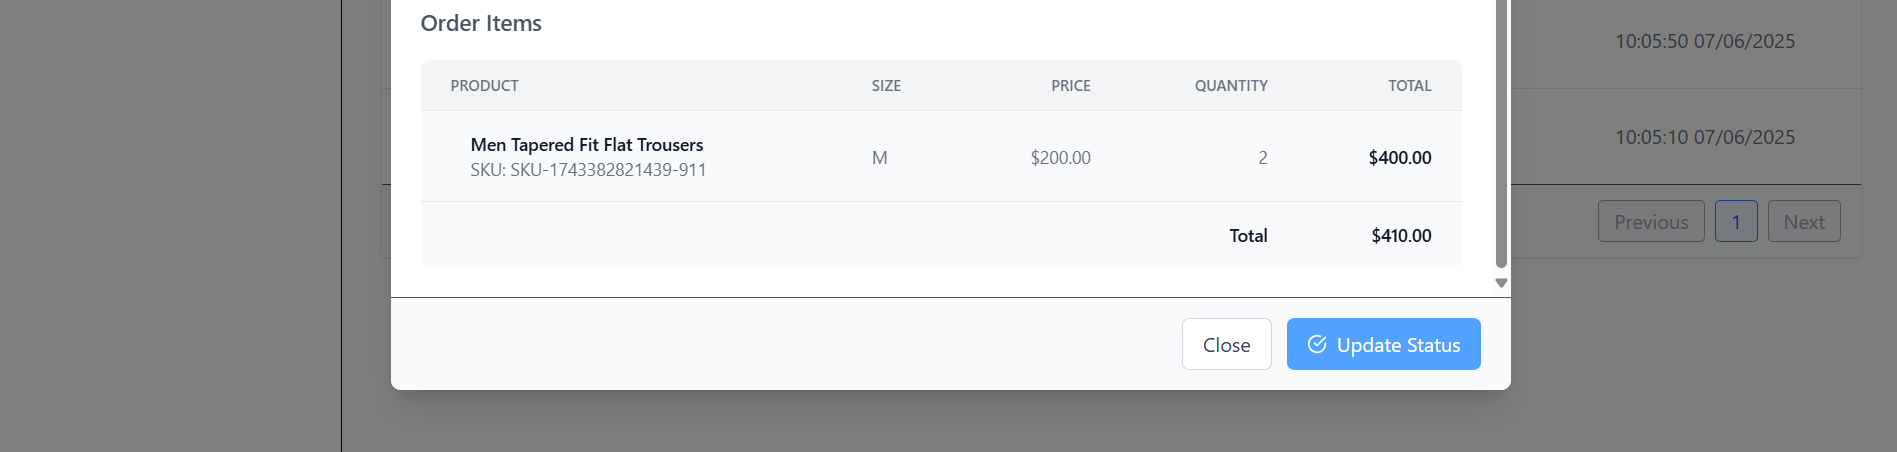 Order Items
PRODUCT SIZE PRICE QUANTITY TOTAL
Men Tapered Fit Flat Trousers
SKU: SKU-1743382821439-911
M $200.00 2 $400.00
Total $410.00
Close Update Status
10:05:50 07/06/2025
10:05:10 07/06/2025
Previous 1 Next